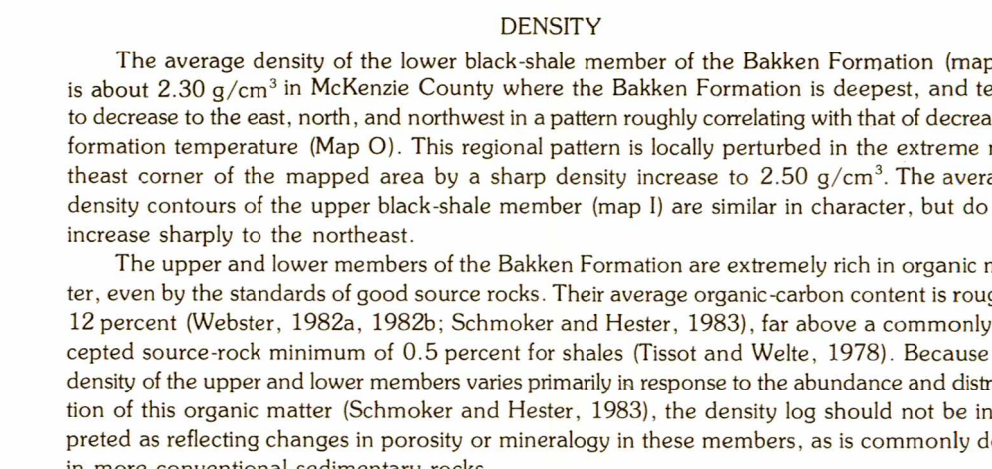 DENSITY
The average density of the lower black-shale member of the Bakken Formation (map
is about 2.30 g/cm³ in McKenzie County where the Bakken Formation is deepest, and te
to decrease to the east, north, and northwest in a pattern roughly correlating with that of decrea
formation temperature (Map O). This regional pattern is locally perturbed in the extreme
theast corner of the mapped area by a sharp density increase to 2.50 g/cm³. The avera
density contours of the upper black-shale member (map I) are similar in character, but do
increase sharply to the northeast.
The upper and lower members of the Bakken Formation are extremely rich in organic
ter, even by the standards of good source rocks. Their average organic-carbon content is roug
12 percent (Webster, 1982a, 1982b; Schmoker and Hester, 1983), far above a commonly
cepted source-rock minimum of 0.5 percent for shales (Tissot and Welte, 1978). Because
density of the upper and lower members varies primarily in response to the abundance and distr
tion of this organic matter (Schmoker and Hester, 1983), the density log should not be in
preted as reflecting changes in porosity or mineralogy in these members, as is commonly d
in more conventional sedimentary rocks.